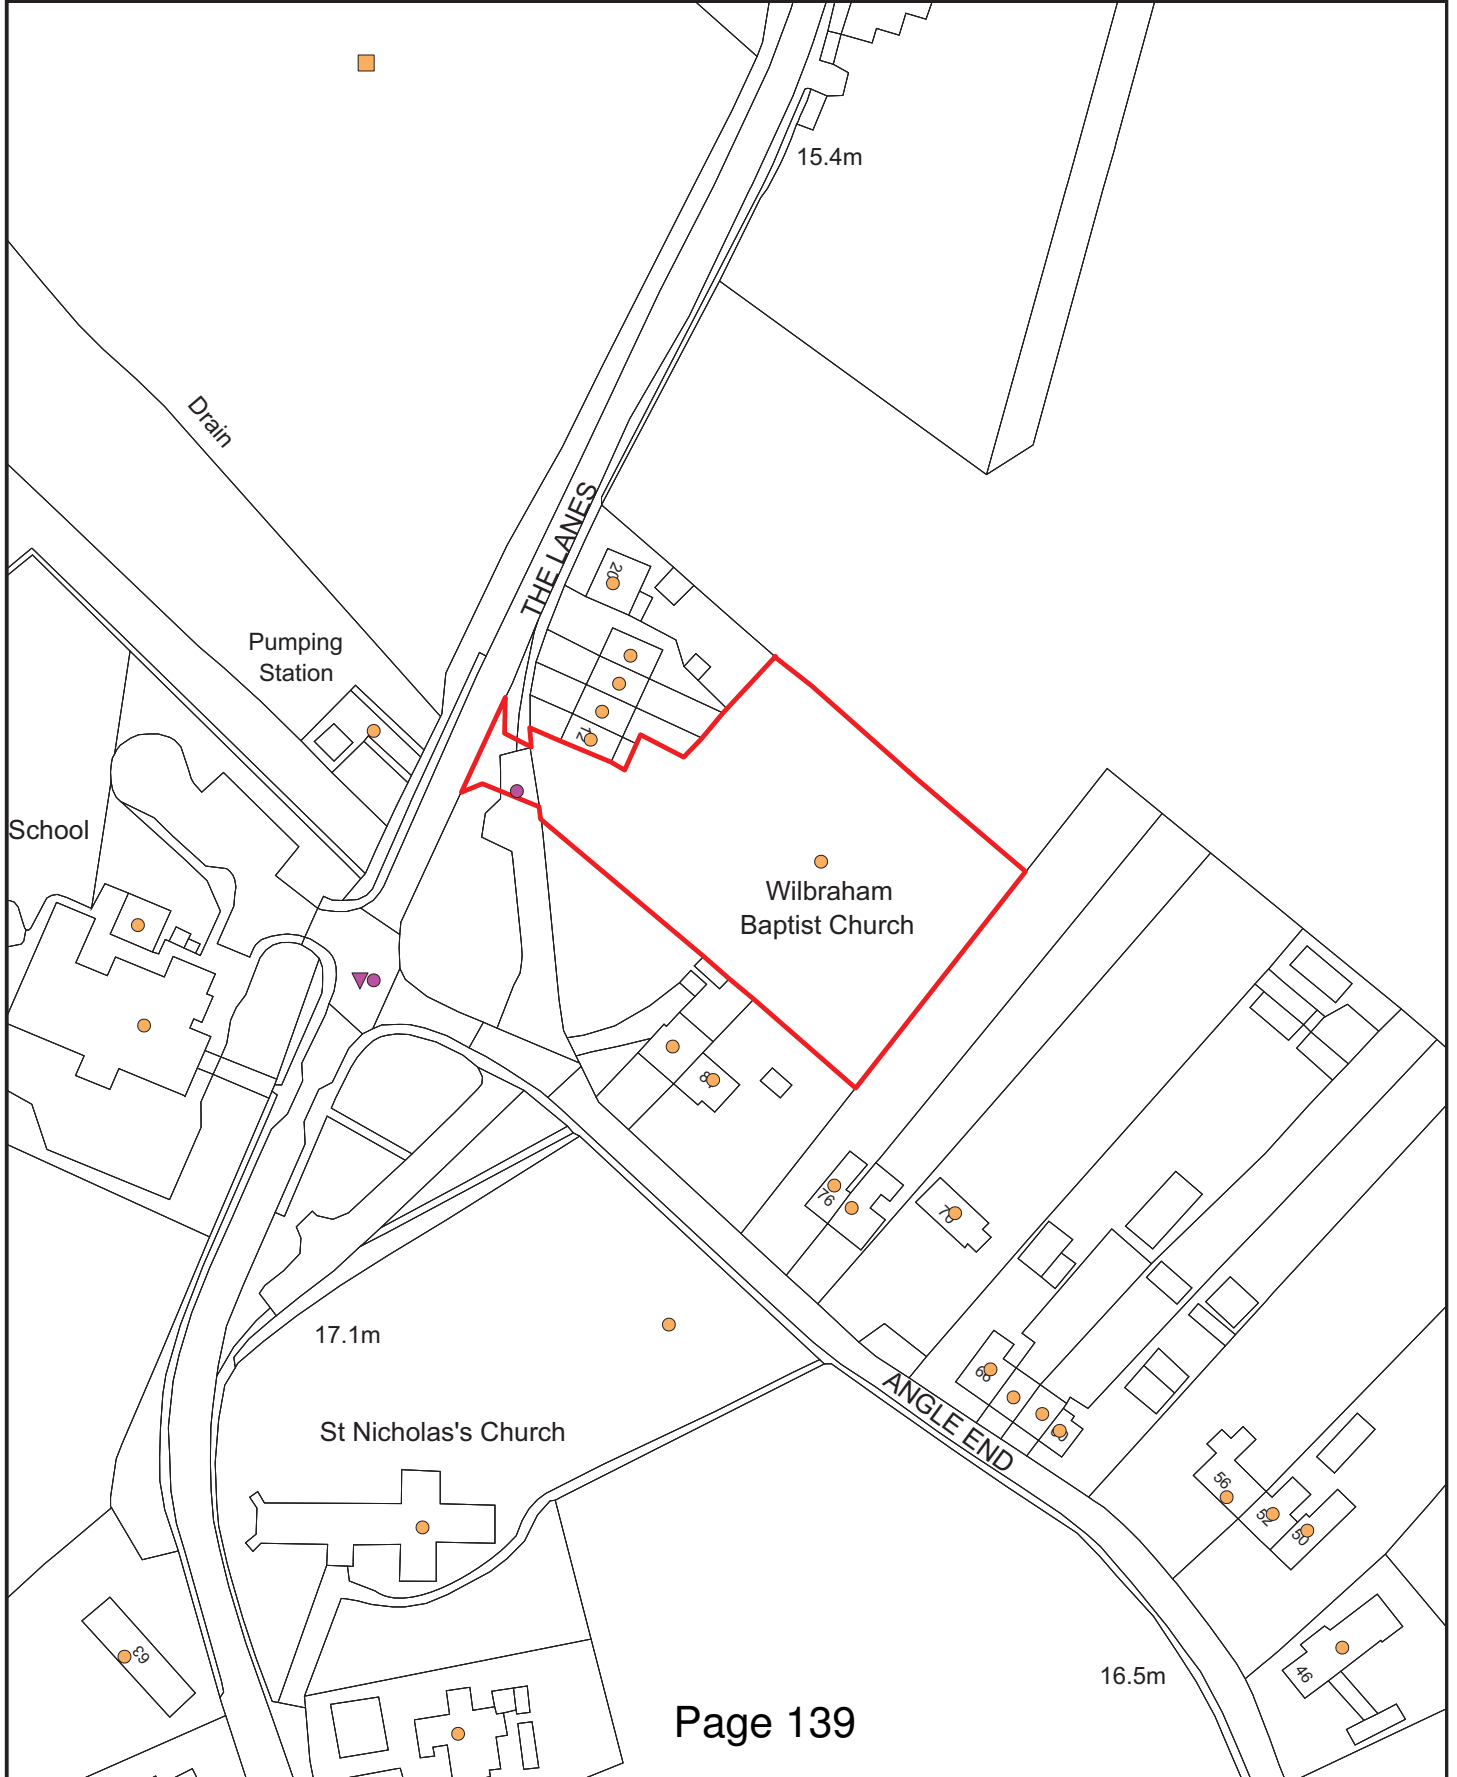 15.4m
Drain
THE LANES
20
Pumping
Station
12
School
Wilbraham
Baptist Church
8
76
70
17.1m
68
ANGLE END
St Nicholas's Church
56
52
50
63
46
16.5m
Page 139